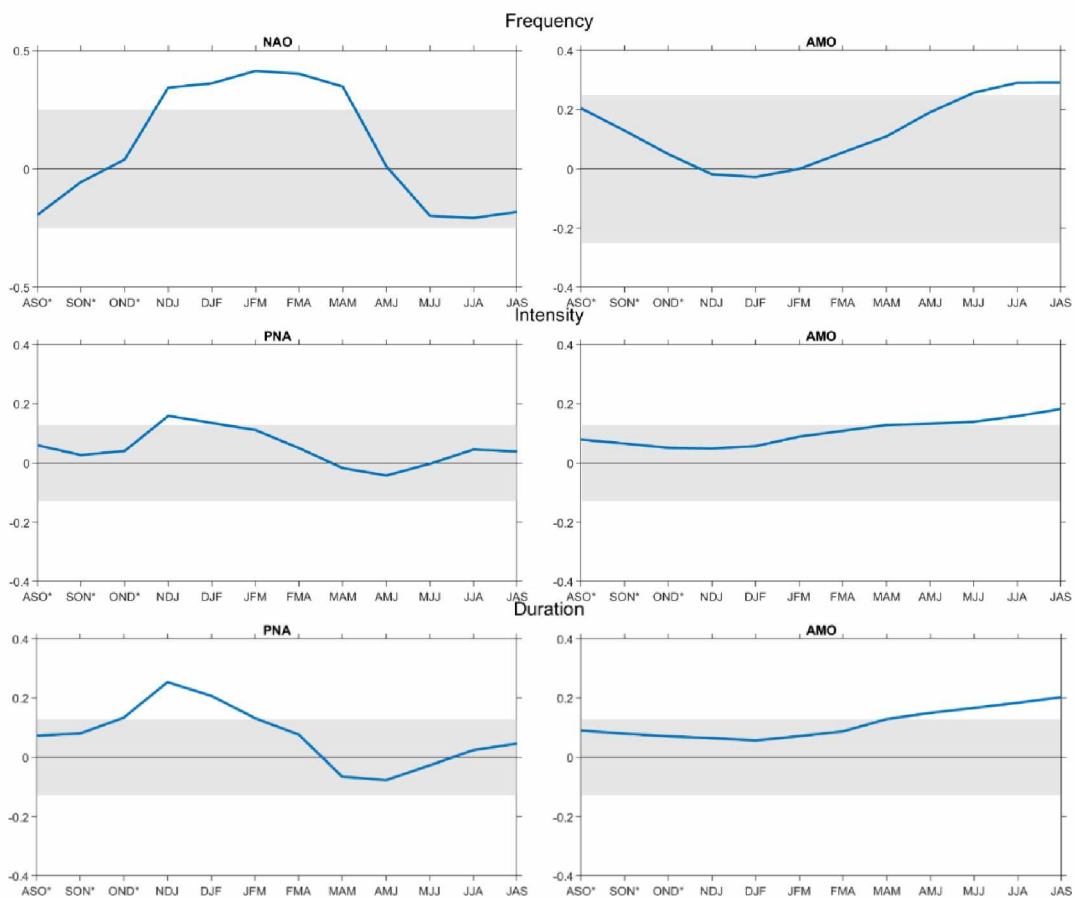 Frequency
NAO
AMO
0.5
0
-0.5
0.4
0.2
0
-0.2
-0.4
ASO* SON* OND* NDJ DJF JFM FMA MAM AMJ MJJ JJA JAS
ASO* SON* OND* NDJ DJF JFM FMA MAM AMJ MJJ JJA JAS
Intensity
PNA
AMO
0.4
0.2
0
-0.2
-0.4
0.4
0.2
0
-0.2
-0.4
ASO* SON* OND* NDJ DJF JFM FMA MAM AMJ MJJ JJA JAS
ASO* SON* OND* NDJ DJF JFM FMA MAM AMJ MJJ JJA JAS
Duration
PNA
AMO
0.4
0.2
0
-0.2
-0.4
0.4
0.2
0
-0.2
-0.4
ASO* SON* OND* NDJ DJF JFM FMA MAM AMJ MJJ JJA JAS
ASO* SON* OND* NDJ DJF JFM FMA MAM AMJ MJJ JJA JAS